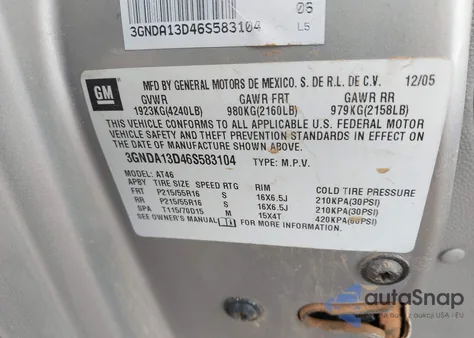 06
3GNDA13D46S583104 L5
GM
MFD BY GENERAL MOTORS DE MEXICO, S. DE R.L. DE C.V. 12/05
GVWR GAWR FRT GAWR RR
1923KG(4240LB) 980KG(2160LB) 979KG(2158LB)
THIS VEHICLE CONFORMS TO ALL APPLICABLE U.S. FEDERAL MOTOR
VEHICLE SAFETY AND THEFT PREVENTION STANDARDS IN EFFECT ON
THE DATE OF MANUFACTURE SHOWN ABOVE.
3GNDA13D46S583104 TYPE: M.P.V.
MODEL: AT46
APBY TIRE SIZE SPEED RTG RIM COLD TIRE PRESSURE
FRT P215/55R16 S 16X6.5J 210KPA(30PSI)
RR P215/55R16 S 16X6.5J 210KPA(30PSI)
SPA T115/70D15 M 15X4T 420KPA(60PSI)
SEE OWNER'S MANUAL FOR MORE INFORMATION.
autoSnap